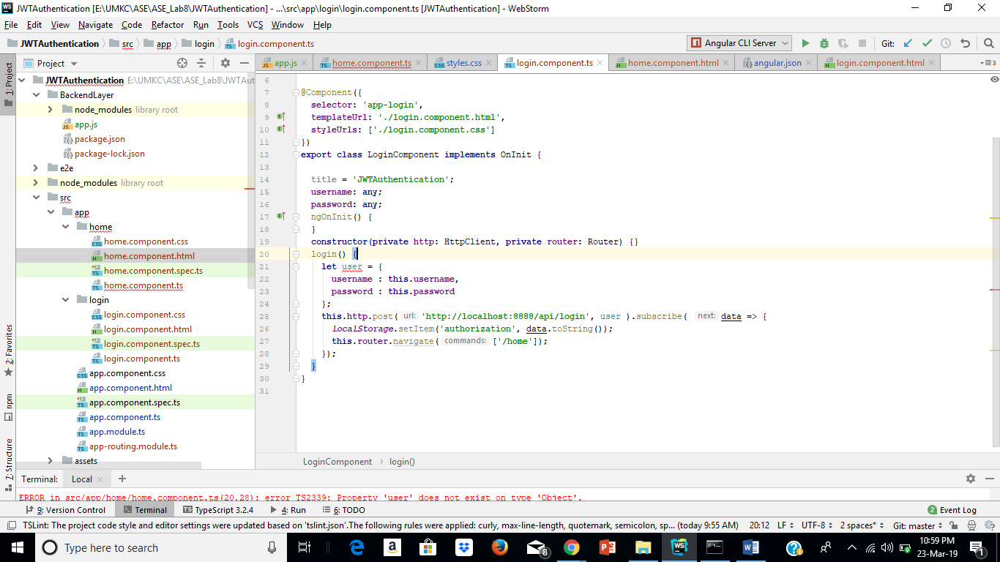 JWTAuthentication [E:\UMKC\ASE\ASE_Lab8\JWTAuthentication] - ...\src\app\login\login.component.ts [JWTAuthentication] - WebStorm
File Edit View Navigate Code Refactor Run Tools VCS Window Help
JWTAuthentication src app login login.component.ts Angular CLI Server Git:
Project app.js home.component.ts styles.css login.component.ts home.component.html angular.json login.component.html 3
1: Project
JWTAuthentication E:\UMKC\ASE\ASE_Lab8\JWTAut
BackendLayer
node_modules library root
app.js
package.json
package-lock.json
e2e
node_modules library root
src
app
home
home.component.css
home.component.html
home.component.spec.ts
home.component.ts
login
login.component.css
login.component.html
login.component.spec.ts
login.component.ts
app.component.css
app.component.html
app.component.spec.ts
app.component.ts
app.module.ts
app-routing.module.ts
assets
2: Favorites
npm
7: Structure
6
7 @Component({
8 selector: 'app-login',
9 templateUrl: './login.component.html',
10 styleUrls: ['./login.component.css']
11 })
12 export class LoginComponent implements OnInit {
13
14 title = 'JWTAuthentication';
15 username: any;
16 password: any;
17 ngOnInit() {
18 }
19 constructor(private http: HttpClient, private router: Router) {}
20 login() {
21 let user = {
22 username : this.username,
23 password : this.password
24 };
25 this.http.post( url: 'http://localhost:8888/api/login', user ).subscribe( next: data => {
26 localStorage.setItem('authorization', data.toString());
27 this.router.navigate( commands: ['/home']);
28 });
29 }
30 }
31
LoginComponent › login()
Terminal: Local +
ERROR in src/app/home/home.component.ts(20,28): error TS2339: Property 'user' does not exist on type 'Object'.
9: Version Control Terminal TypeScript 3.2.4 4: Run 6: TODO 2 Event Log
TSLint: The project code style and editor settings were updated based on 'tslint.json'.The following rules were applied: curly, max-line-length, quotemark, semicolon, sp... (today 9:55 AM) 20:12 LF UTF-8 2 spaces* Git: master
Type here to search 8 10:59 PM
23-Mar-19 1